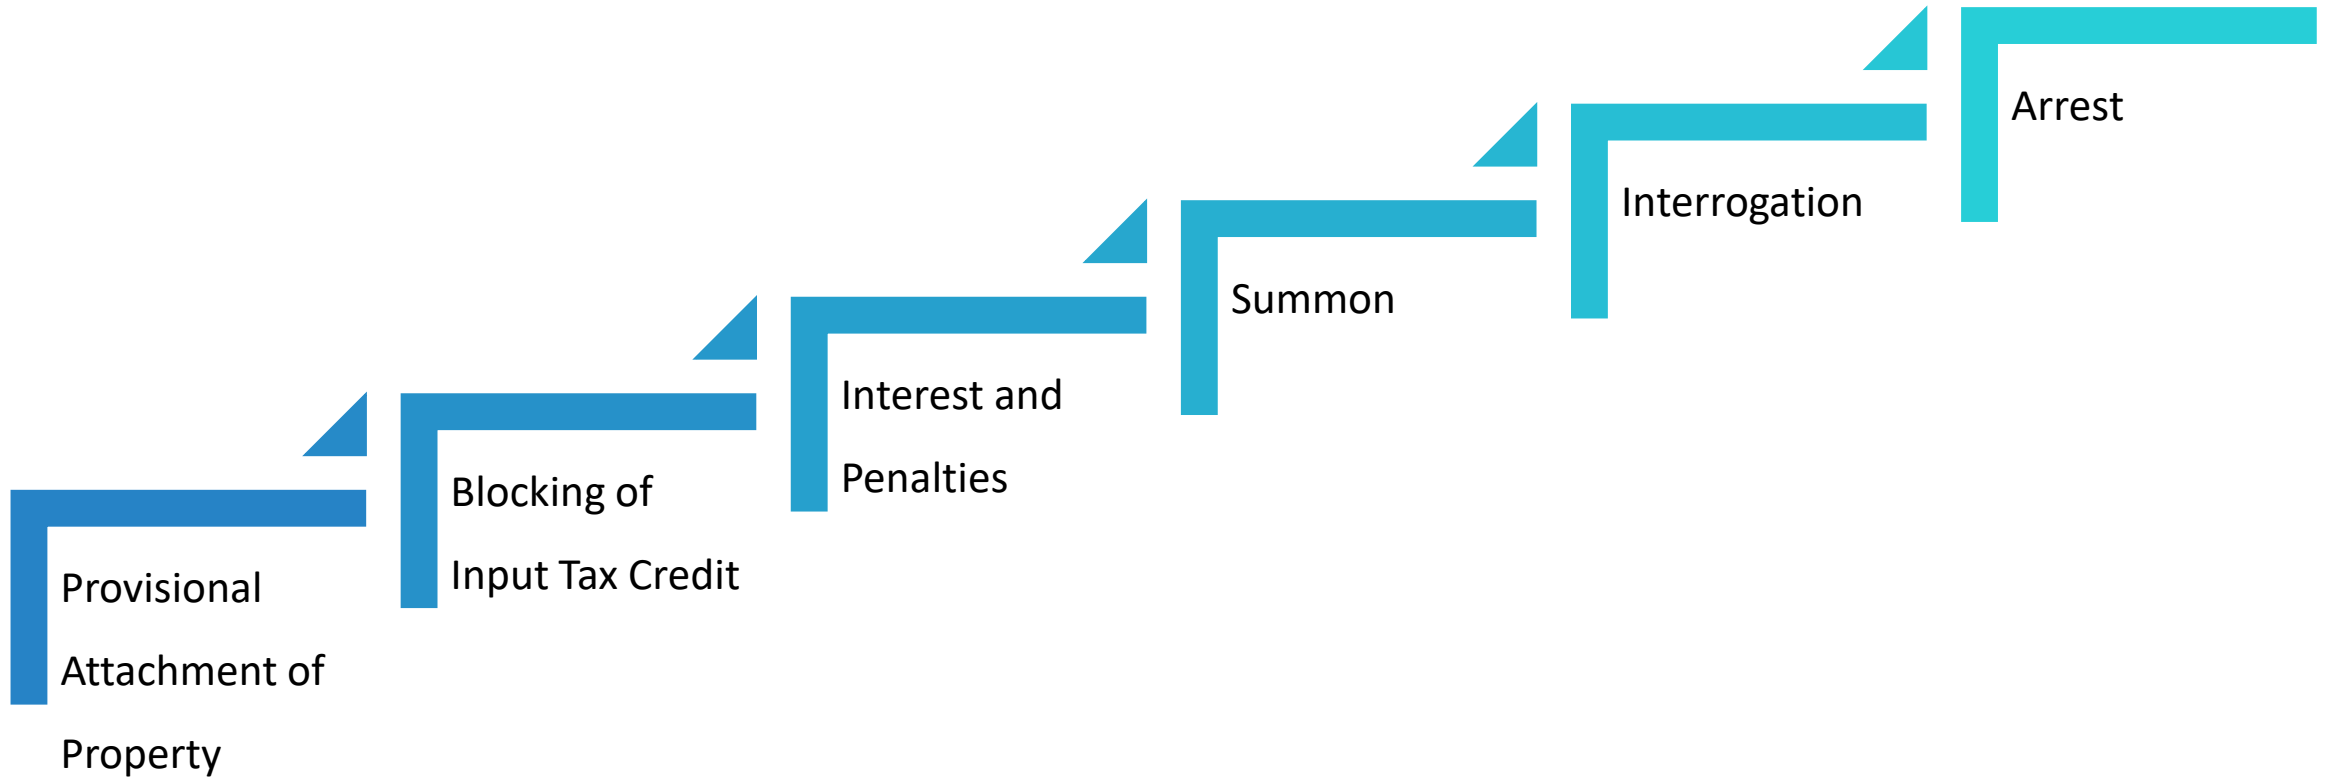 Provisional
Attachment of
Property
Blocking of
Input Tax Credit
Interest and
Penalties
Summon
Interrogation
Arrest